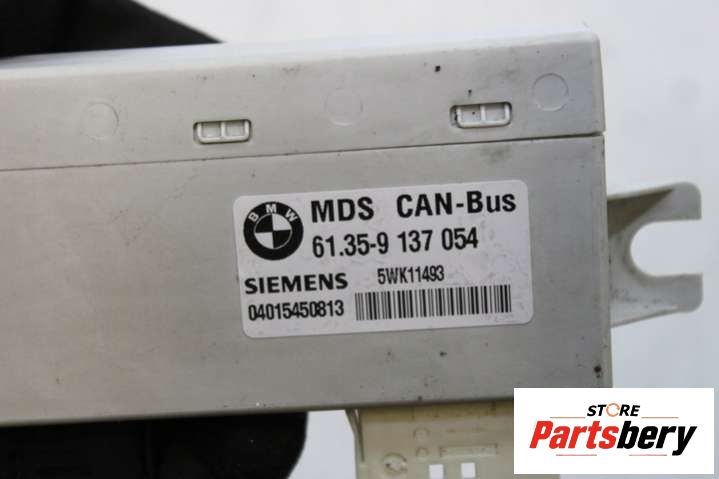 BMW
MDS CAN-Bus
61.35-9 137 054
SIEMENS 5WK11493
04015450813
STORE
Partsbery